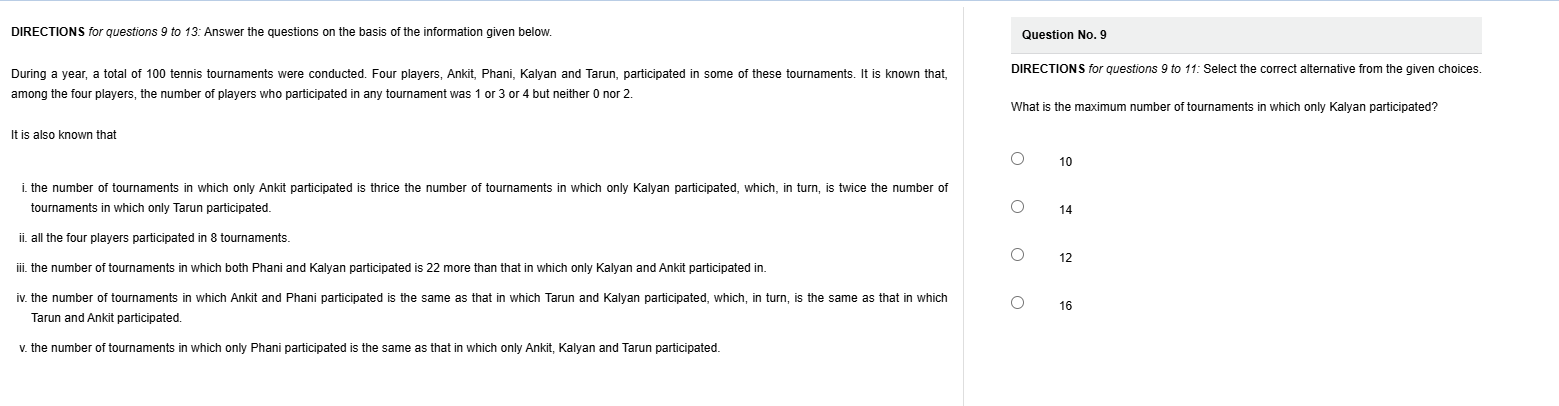 DIRECTIONS for questions 9 to 13: Answer the questions on the basis of the information given below.
During a year, a total of 100 tennis tournaments were conducted. Four players, Ankit, Phani, Kalyan and Tarun, participated in some of these tournaments. It is known that,
among the four players, the number of players who participated in any tournament was 1 or 3 or 4 but neither 0 nor 2.
It is also known that
i. the number of tournaments in which only Ankit participated is thrice the number of tournaments in which only Kalyan participated, which, in turn, is twice the number of
tournaments in which only Tarun participated.
ii. all the four players participated in 8 tournaments.
iii. the number of tournaments in which both Phani and Kalyan participated is 22 more than that in which only Kalyan and Ankit participated in.
iv. the number of tournaments in which Ankit and Phani participated is the same as that in which Tarun and Kalyan participated, which, in turn, is the same as that in which
Tarun and Ankit participated.
v. the number of tournaments in which only Phani participated is the same as that in which only Ankit, Kalyan and Tarun participated.
Question No. 9
DIRECTIONS for questions 9 to 11: Select the correct alternative from the given choices.
What is the maximum number of tournaments in which only Kalyan participated?
10
14
12
16